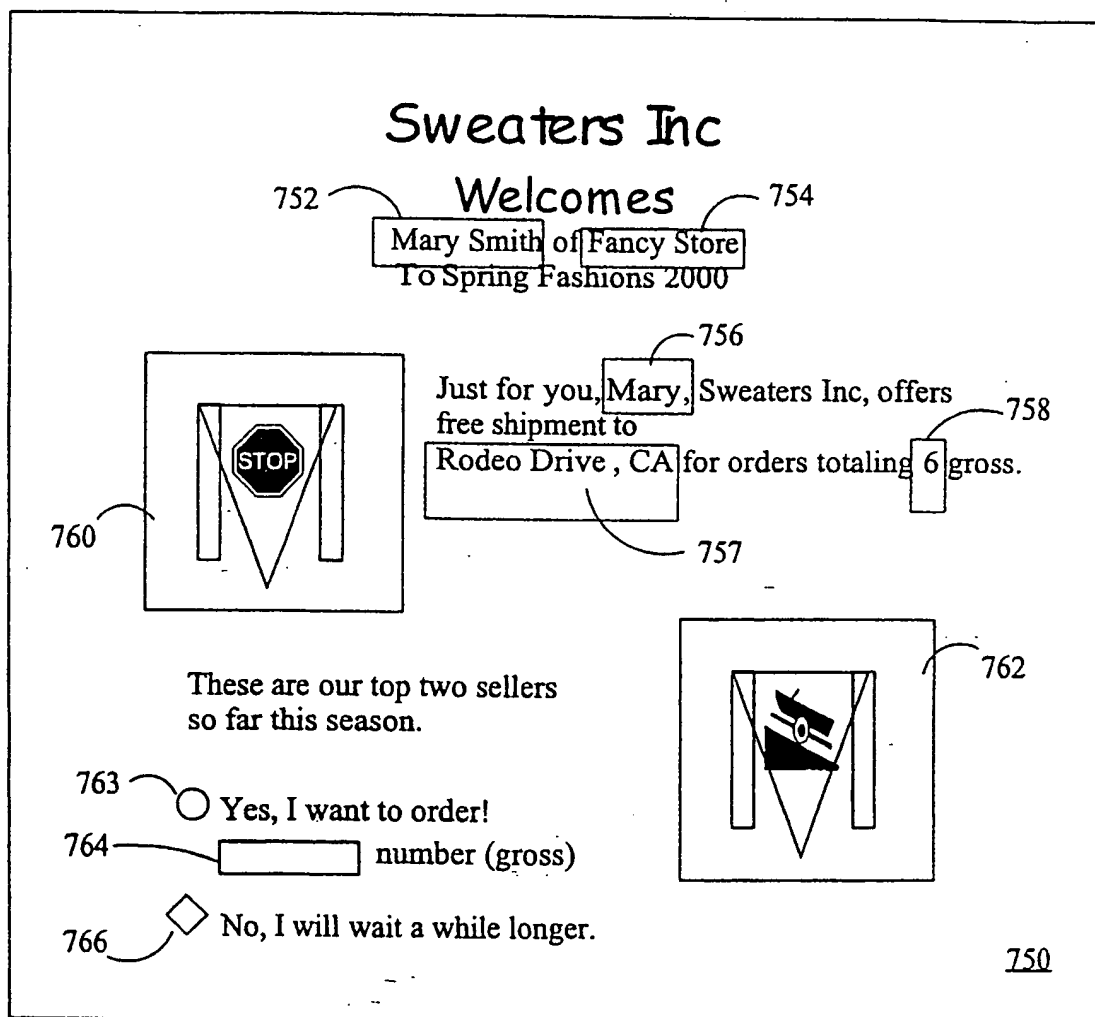 Sweaters Inc
Welcomes
752
754
Mary Smith of Fancy Store
To Spring Fashions 2000
756
Just for you, Mary, Sweaters Inc, offers
free shipment to
758
Rodeo Drive , CA for orders totaling 6 gross.
STOP
760
757
762
These are our top two sellers
so far this season.
763
Yes, I want to order!
764
number (gross)
766
No, I will wait a while longer.
750